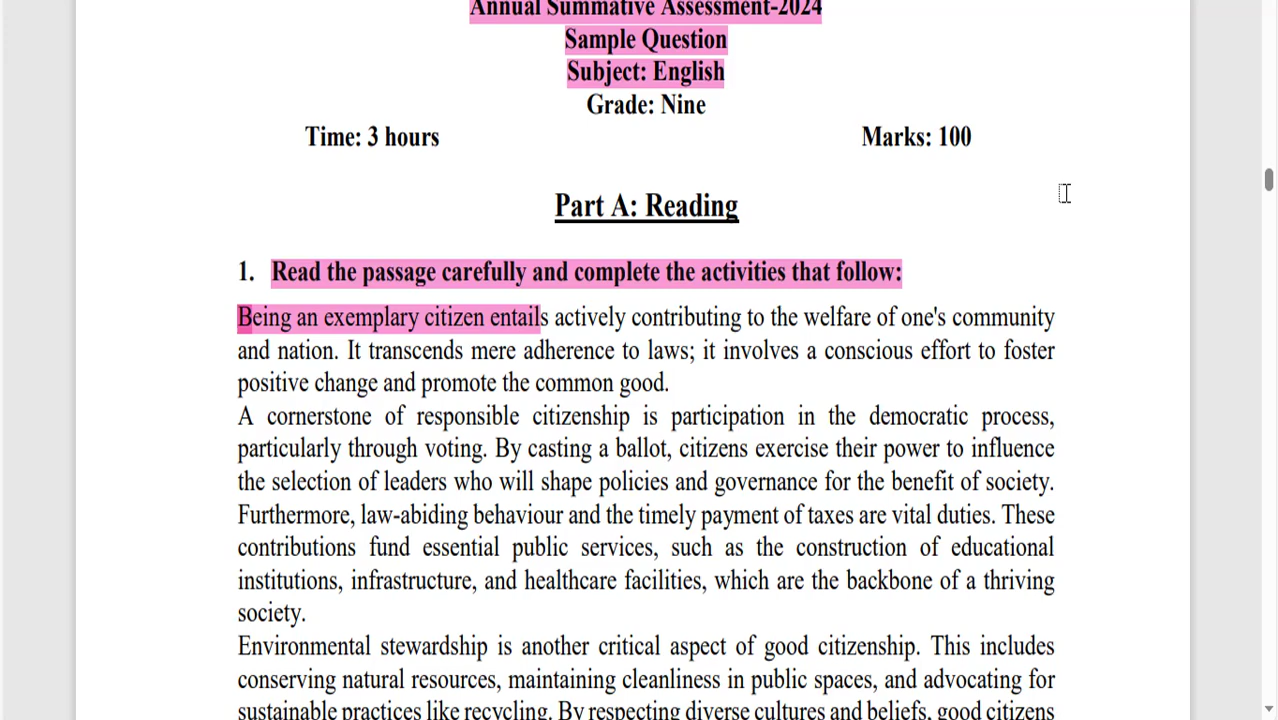 Annual Summative Assessment-2024
Sample Question
Subject: English
Grade: Nine
Time: 3 hours Marks: 100
Part A: Reading
1. Read the passage carefully and complete the activities that follow:
Being an exemplary citizen entails actively contributing to the welfare of one's community
and nation. It transcends mere adherence to laws; it involves a conscious effort to foster
positive change and promote the common good.
A cornerstone of responsible citizenship is participation in the democratic process,
particularly through voting. By casting a ballot, citizens exercise their power to influence
the selection of leaders who will shape policies and governance for the benefit of society.
Furthermore, law-abiding behaviour and the timely payment of taxes are vital duties. These
contributions fund essential public services, such as the construction of educational
institutions, infrastructure, and healthcare facilities, which are the backbone of a thriving
society.
Environmental stewardship is another critical aspect of good citizenship. This includes
conserving natural resources, maintaining cleanliness in public spaces, and advocating for
sustainable practices like recycling. By respecting diverse cultures and beliefs, good citizens